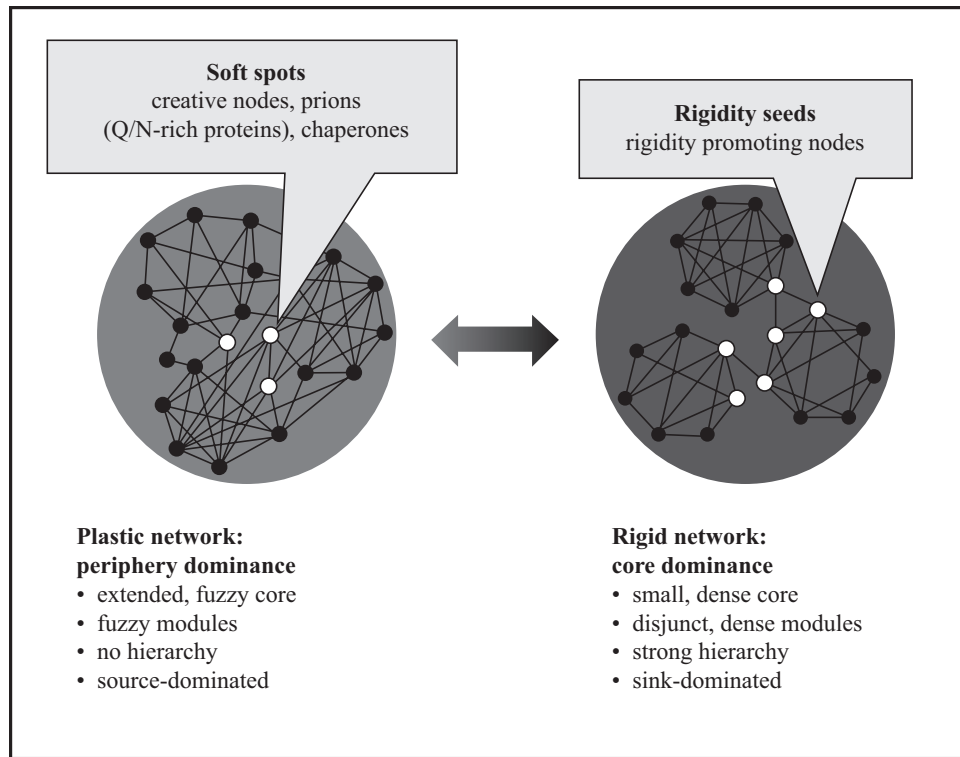 Soft spots
creative nodes, prions
(Q/N-rich proteins), chaperones
Rigidity seeds
rigidity promoting nodes
Plastic network:
periphery dominance
• extended, fuzzy core
• fuzzy modules
• no hierarchy
• source-dominated
Rigid network:
core dominance
• small, dense core
• disjunct, dense modules
• strong hierarchy
• sink-dominated